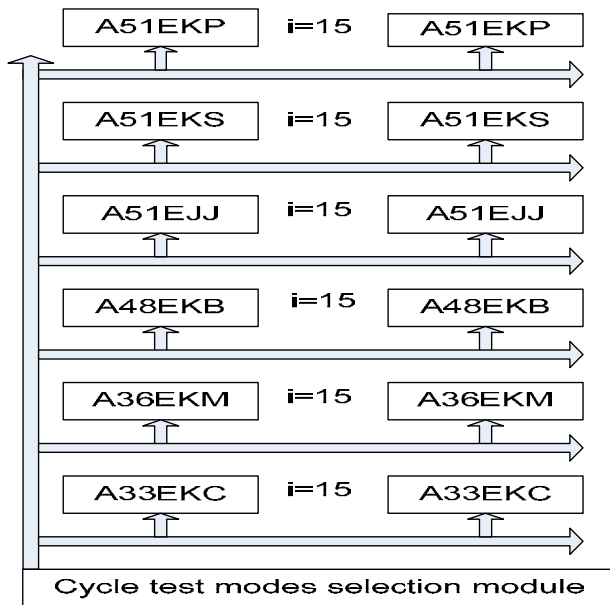 A51EKP i=15 A51EKP
A51EKS i=15 A51EKS
A51EJJ i=15 A51EJJ
A48EKB i=15 A48EKB
A36EKM i=15 A36EKM
A33EKC i=15 A33EKC
Cycle test modes selection module